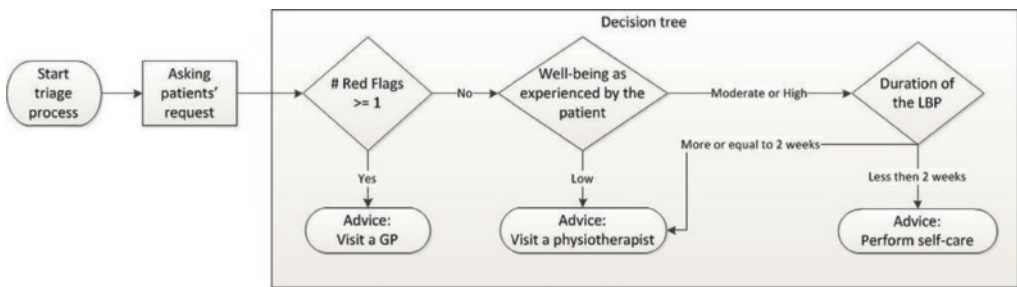 Decision tree
Start
triage
process
Asking
patients'
request
# Red Flags
>= 1
No
Well-being as
experienced by the
patient
Moderate or High
Duration of
the LBP
More or equal to 2 weeks
Yes
Low
Less then 2 weeks
Advice:
Visit a GP
Advice:
Visit a physiotherapist
Advice:
Perform self-care